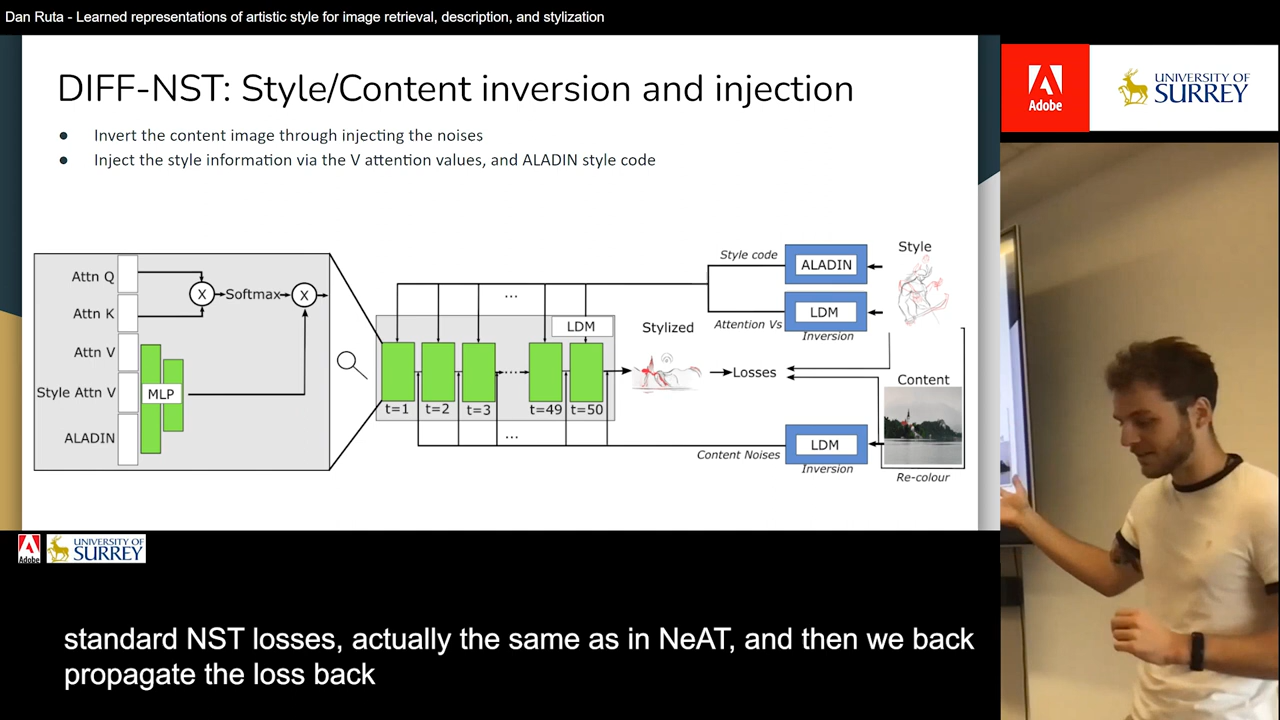 Dan Ruta - Learned representations of artistic style for image retrieval, description, and stylization
DIFF-NST: Style/Content inversion and injection
● Invert the content image through injecting the noises
● Inject the style information via the V attention values, and ALADIN style code
Attn Q
Attn K
Attn V
Style Attn V
ALADIN
MLP
X
Softmax
X
...
LDM
t=1
t=2
t=3
....
t=49
t=50
...
Style code
Attention Vs
ALADIN
LDM
Inversion
Style
Stylized
Losses
Content
Content Noises
LDM
Inversion
Re-colour
Adobe
UNIVERSITY OF
SURREY
Adobe
UNIVERSITY OF
SURREY
standard NST losses, actually the same as in NeAT, and then we back
propagate the loss back